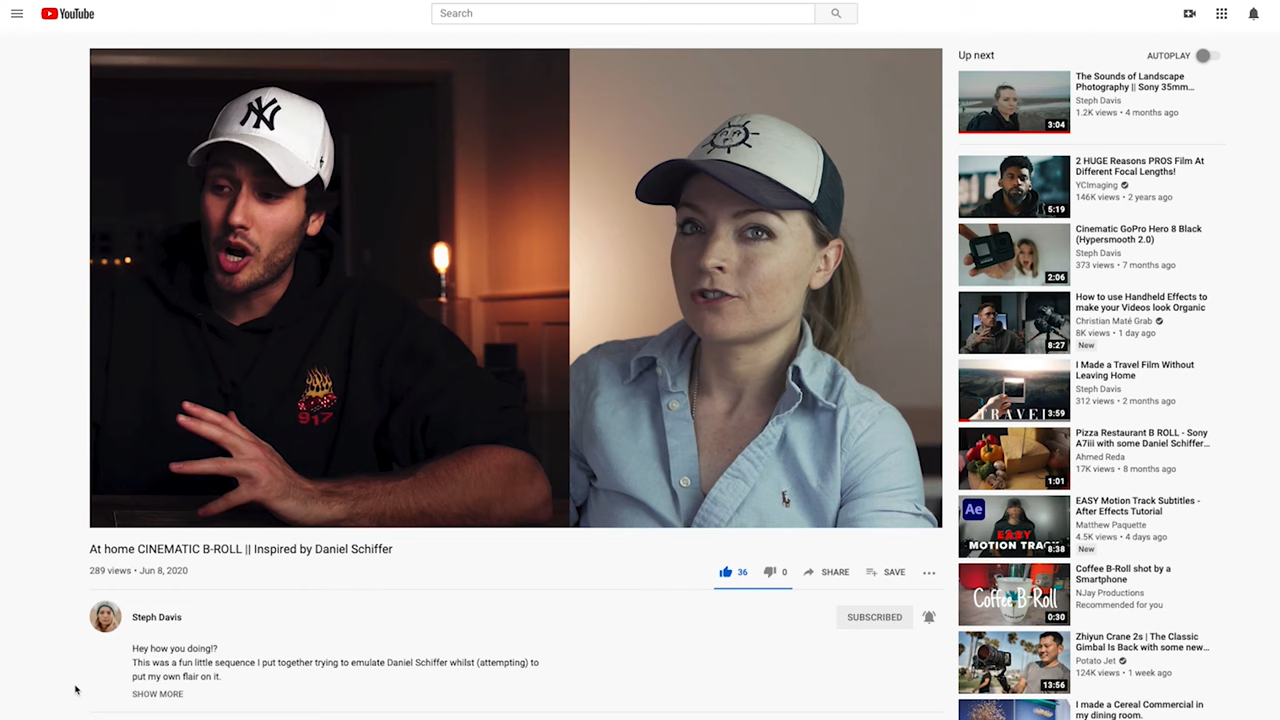 YouTube
Search
NY
917
At home CINEMATIC B-ROLL || Inspired by Daniel Schiffer
289 views • Jun 8, 2020
36
0
SHARE
SAVE
Steph Davis
SUBSCRIBED
Hey how you doing!?
This was a fun little sequence I put together trying to emulate Daniel Schiffer whilst (attempting) to
put my own flair on it.
SHOW MORE
Up next
AUTOPLAY
3:04
The Sounds of Landscape
Photography || Sony 35mm...
Steph Davis
1.2K views • 4 months ago
5:19
2 HUGE Reasons PROS Film At
Different Focal Lengths!
YCImaging
146K views • 2 years ago
2:06
Cinematic GoPro Hero 8 Black
(Hypersmooth 2.0)
Steph Davis
373 views • 7 months ago
8:27
How to use Handheld Effects to
make your Videos look Organic
Christian Maté Grab
8K views • 1 day ago
New
TRAVEL
3:59
I Made a Travel Film Without
Leaving Home
Steph Davis
312 views • 2 months ago
1:01
Pizza Restaurant B ROLL - Sony
A7iii with some Daniel Schiffer...
Ahmed Reda
17K views • 8 months ago
Ae
EASY
MOTION TRACK
8:38
EASY Motion Track Subtitles -
After Effects Tutorial
Matthew Paquette
4.5K views • 4 days ago
New
Coffee B-Roll
0:30
Coffee B-Roll shot by a
Smartphone
NJay Productions
Recommended for you
13:56
Zhiyun Crane 2s | The Classic
Gimbal Is Back with some new...
Potato Jet
124K views • 1 week ago
I made a Cereal Commercial in
my dining room.